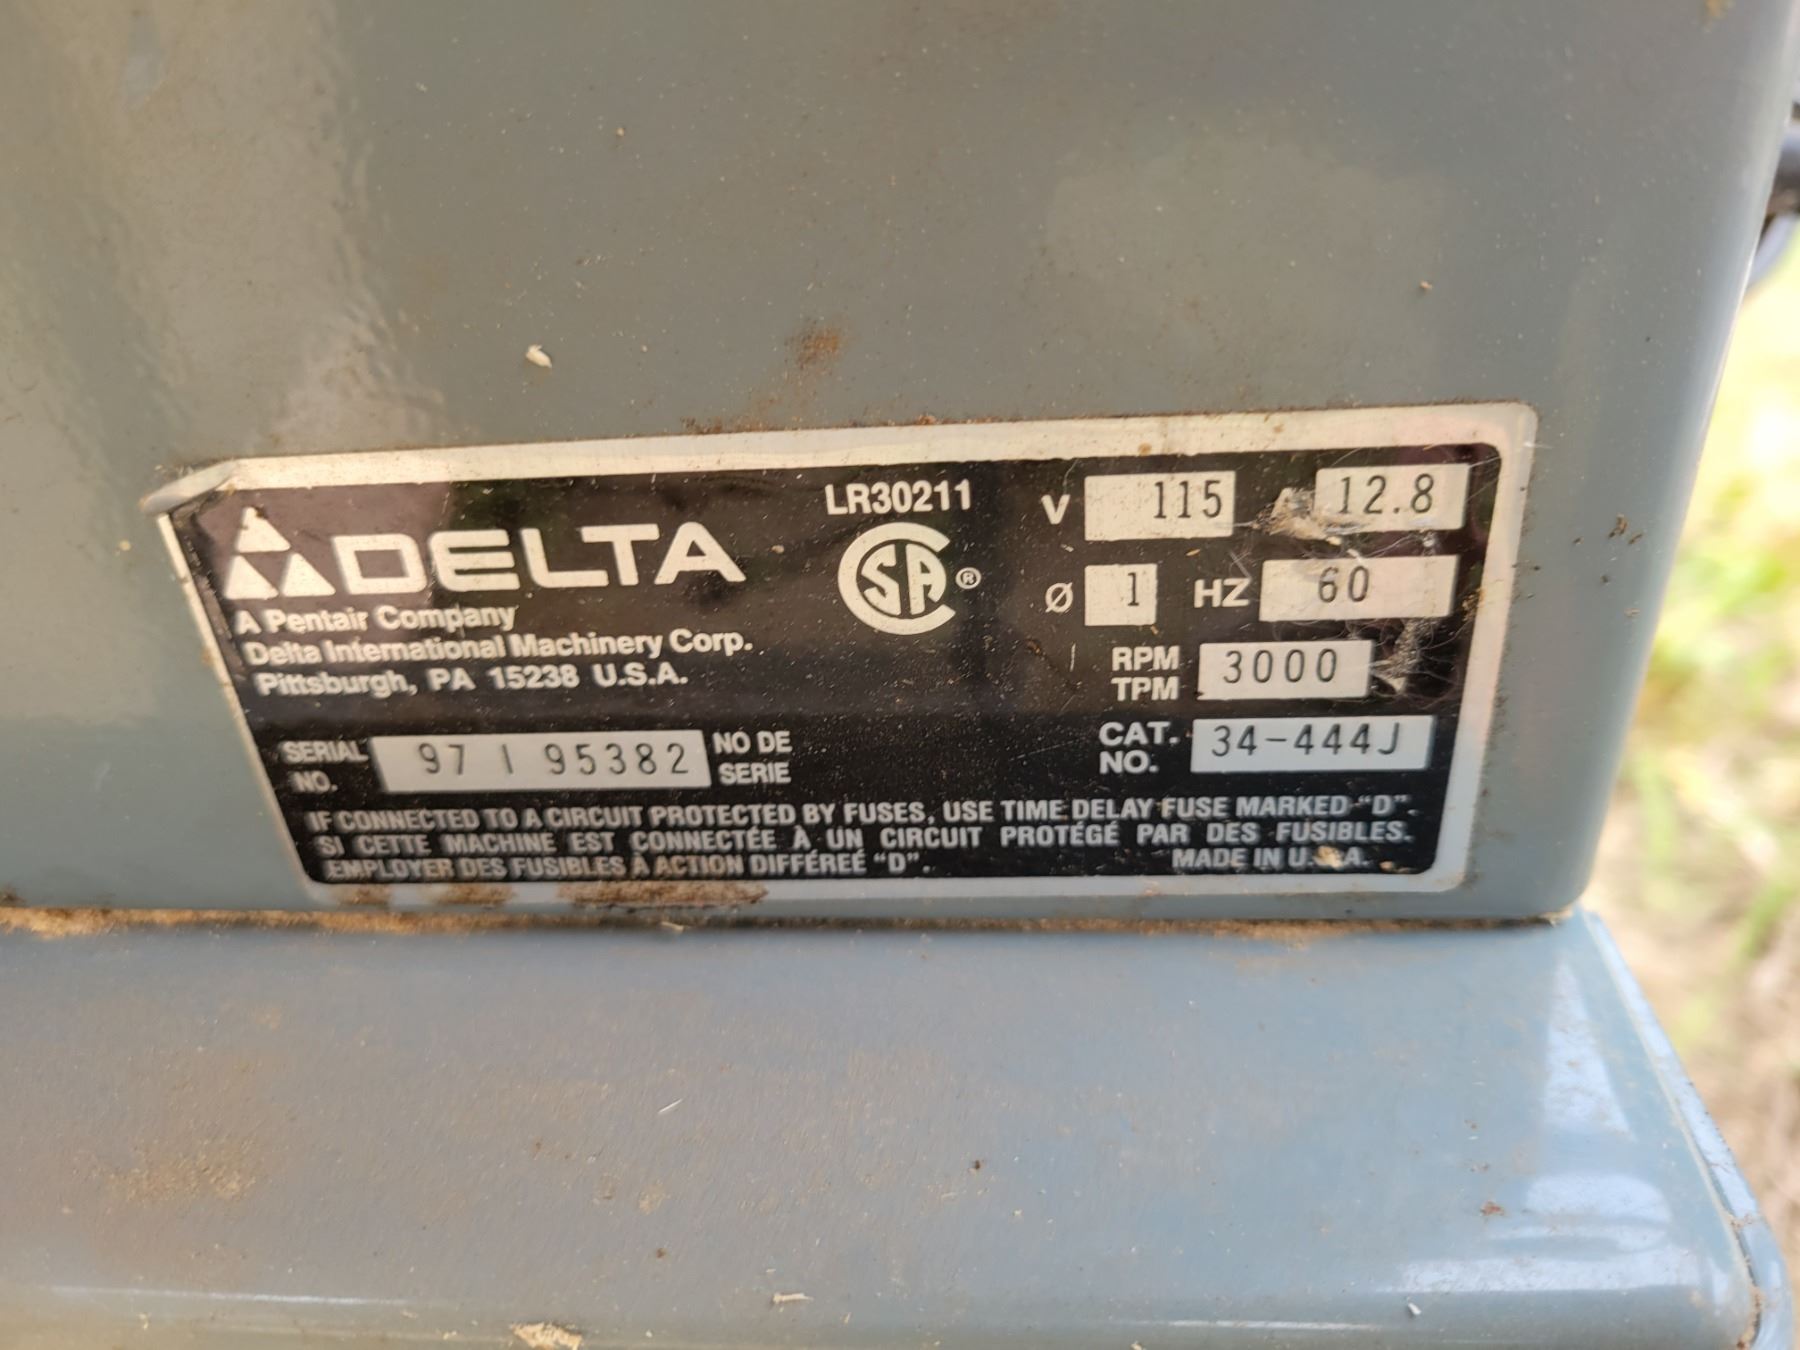 DELTA
A Pentair Company
Delta International Machinery Corp.
Pittsburgh, PA 15238 U.S.A.
LR30211
SA ®
V 115 12.8
Ø 1 HZ 60
RPM
TPM 3000
SERIAL
NO. 97 I 95382 NO DE
SERIE
CAT.
NO. 34-444J
IF CONNECTED TO A CIRCUIT PROTECTED BY FUSES, USE TIME DELAY FUSE MARKED "D".
SI CETTE MACHINE EST CONNECTÉE À UN CIRCUIT PROTÉGÉ PAR DES FUSIBLES.
EMPLOYER DES FUSIBLES À ACTION DIFFÉREÉ "D".
MADE IN U.S.A.